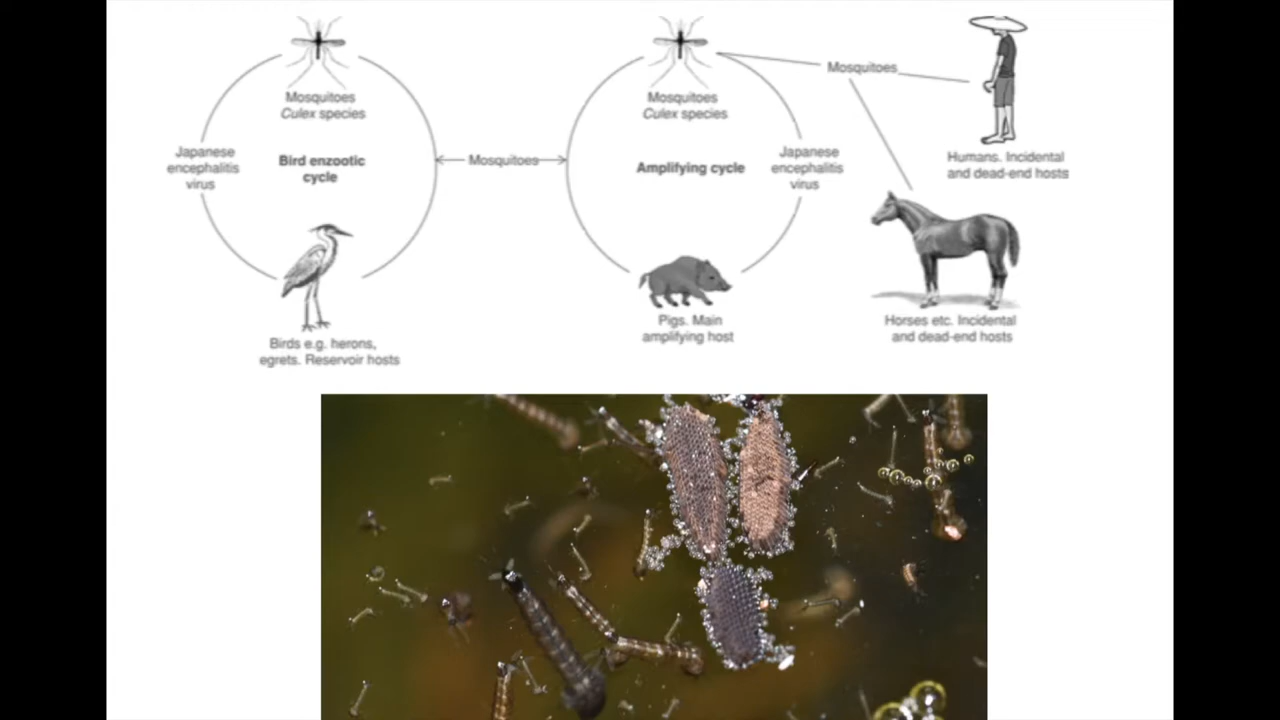 Mosquitoes
Culex species
Japanese
encephalitis
virus
Bird enzootic
cycle
Birds e.g. herons,
egrets. Reservoir hosts
Mosquitoes
Mosquitoes
Culex species
Amplifying cycle
Japanese
encephalitis
virus
Pigs. Main
amplifying host
Mosquitoes
Humans. Incidental
and dead-end hosts
Horses etc. Incidental
and dead-end hosts